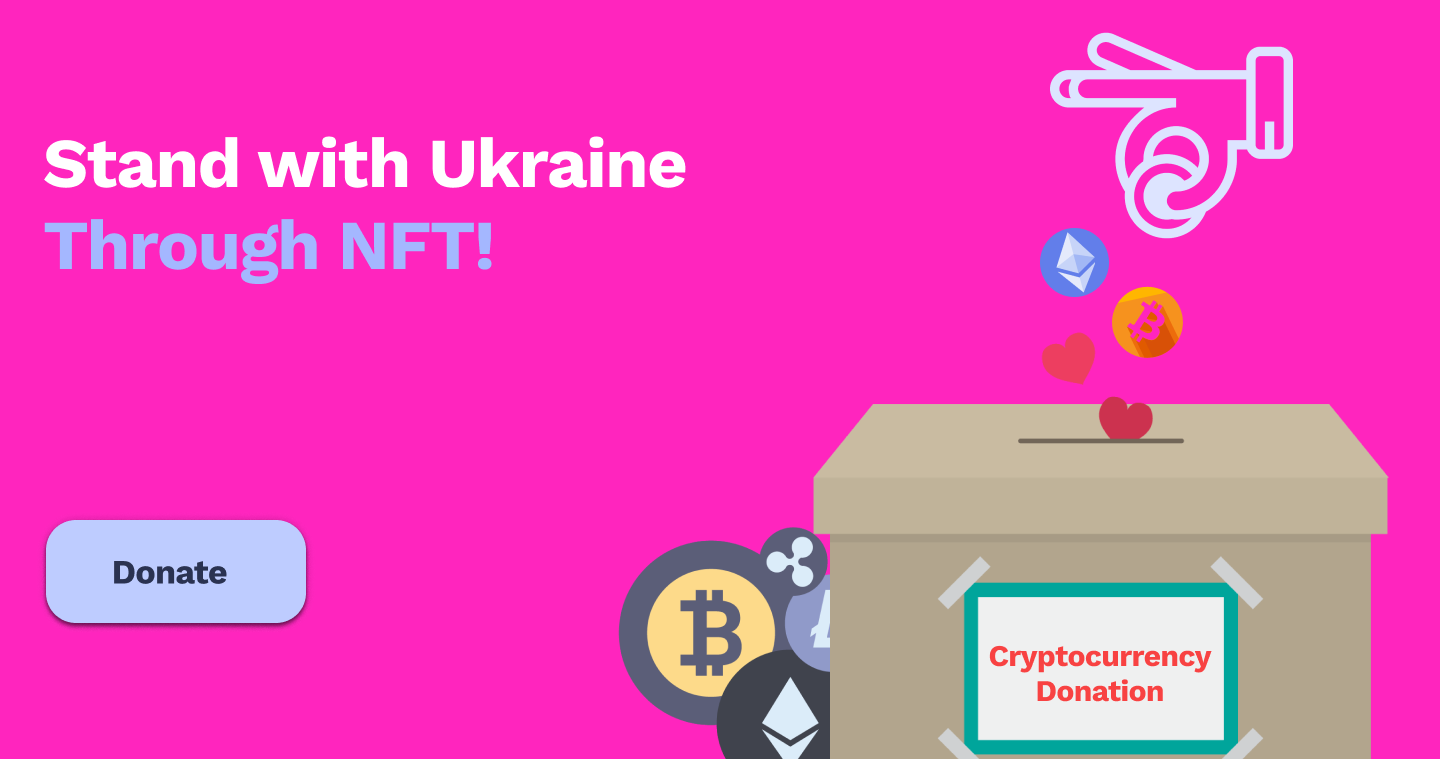 Stand with Ukraine
Through NFT!
Donate
Cryptocurrency
Donation